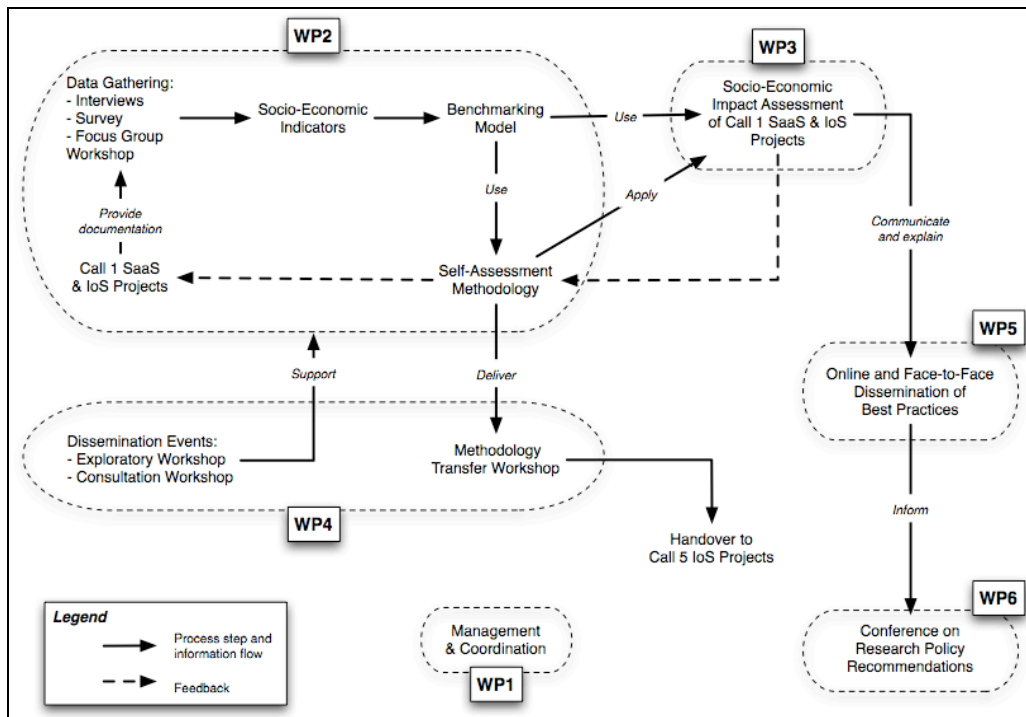 WP2
Data Gathering:
- Interviews
- Survey
- Focus Group
Workshop
Socio-Economic
Indicators
Benchmarking
Model
Use
WP3
Socio-Economic
Impact Assessment
of Call 1 SaaS & IoS
Projects
Use
Apply
Provide
documentation
Call 1 SaaS
& IoS Projects
Self-Assessment
Methodology
Communicate
and explain
Support
Deliver
WP5
Online and Face-to-Face
Dissemination of
Best Practices
Dissemination Events:
- Exploratory Workshop
- Consultation Workshop
Methodology
Transfer Workshop
WP4
Handover to
Call 5 IoS Projects
Inform
WP6
Conference on
Research Policy
Recommendations
Legend
Process step and
information flow
Feedback
Management
& Coordination
WP1